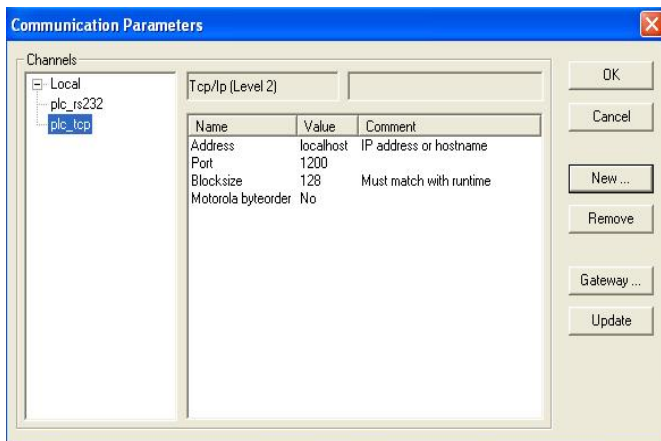 Communication Parameters
Channels
Local
plc_rs232
plc_tcp
Tcp/Ip (Level 2)
Name Value Comment
Address localhost IP address or hostname
Port 1200
Blocksize 128 Must match with runtime
Motorola byteorder No
OK
Cancel
New ...
Remove
Gateway ...
Update